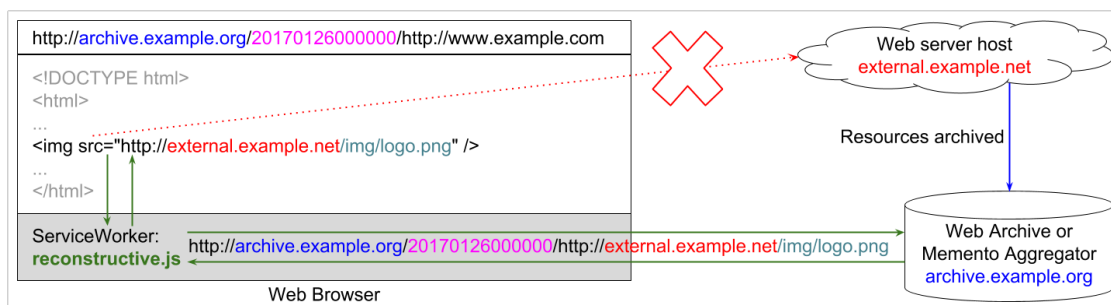 http://archive.example.org/20170126000000/http://www.example.com
<!DOCTYPE html>
<html>
...
<img src="http://external.example.net/img/logo.png" />
...
</html>
ServiceWorker:
reconstructive.js
http://archive.example.org/20170126000000/http://external.example.net/img/logo.png
Web Browser
Web server host
external.example.net
Resources archived
Web Archive or
Memento Aggregator
archive.example.org